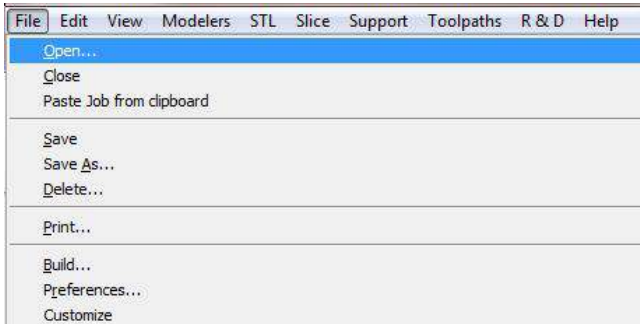 File Edit View Modelers STL Slice Support Toolpaths R & D Help
Open...
Close
Paste Job from clipboard
Save
Save As...
Delete...
Print...
Build...
Preferences...
Customize